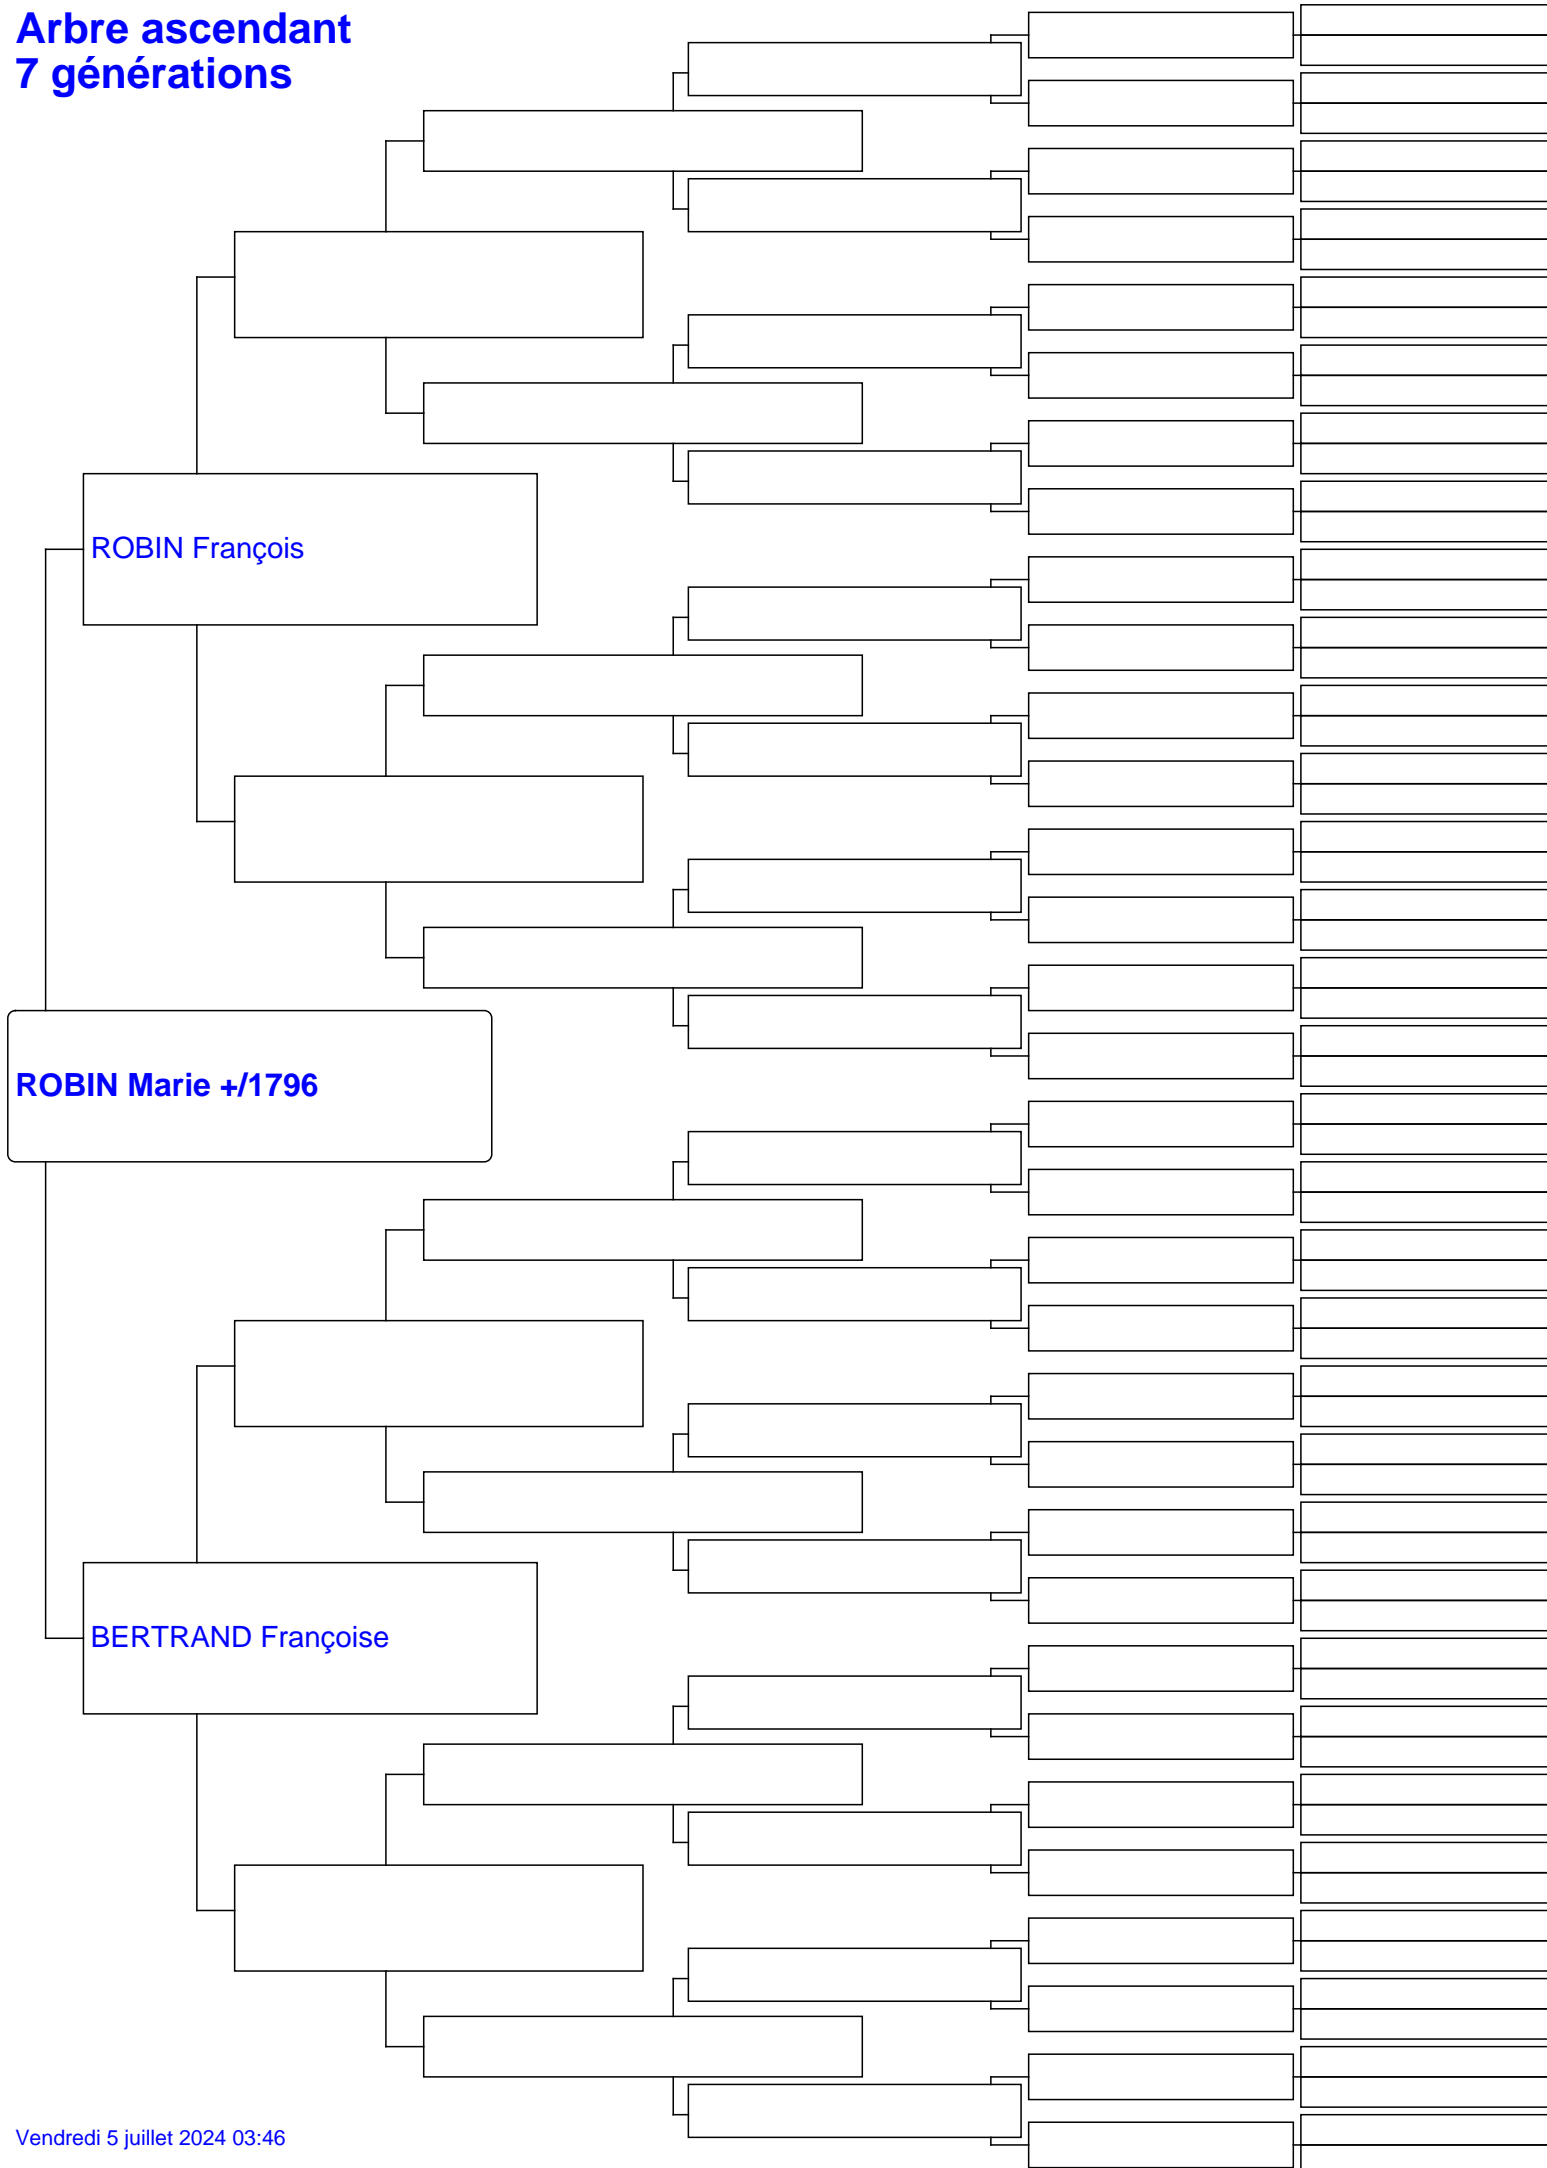 Arbre ascendant
7 générations
ROBIN François
ROBIN Marie +/1796
BERTRAND Françoise
Vendredi 5 juillet 2024 03:46